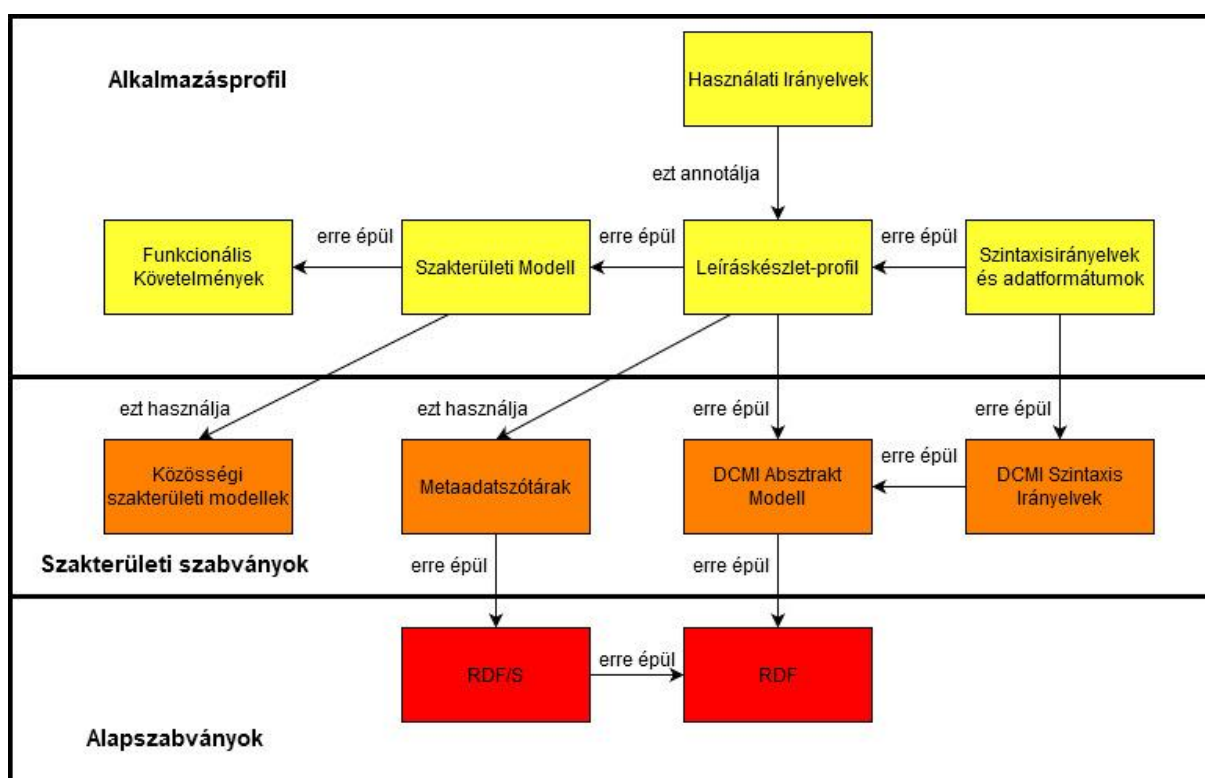 Alkalmazásprofil
Használati Irányelvek
ezt annotálja
Funkcionális
Követelmények
erre épül
Szakterületi Modell
erre épül
Leíráskészlet-profil
erre épül
Szintaxisirányelvek
és adatformátumok
ezt használja
ezt használja
erre épül
erre épül
Közösségi
szakterületi modellek
Metaadatszótárak
DCMI Absztrakt
Modell
erre épül
DCMI Szintaxis
Irányelvek
Szakterületi szabványok
erre épül
erre épül
RDF/S
erre épül
RDF
Alapszabványok